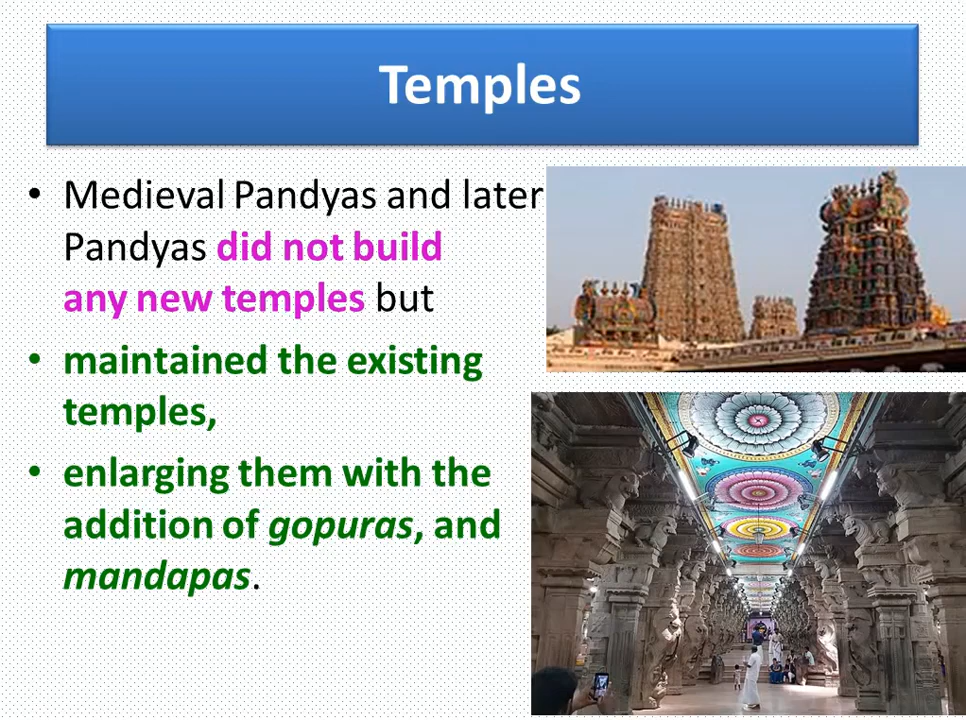 Temples
• Medieval Pandyas and later
Pandyas did not build
any new temples but
• maintained the existing
temples,
• enlarging them with the
addition of gopuras, and
mandapas.